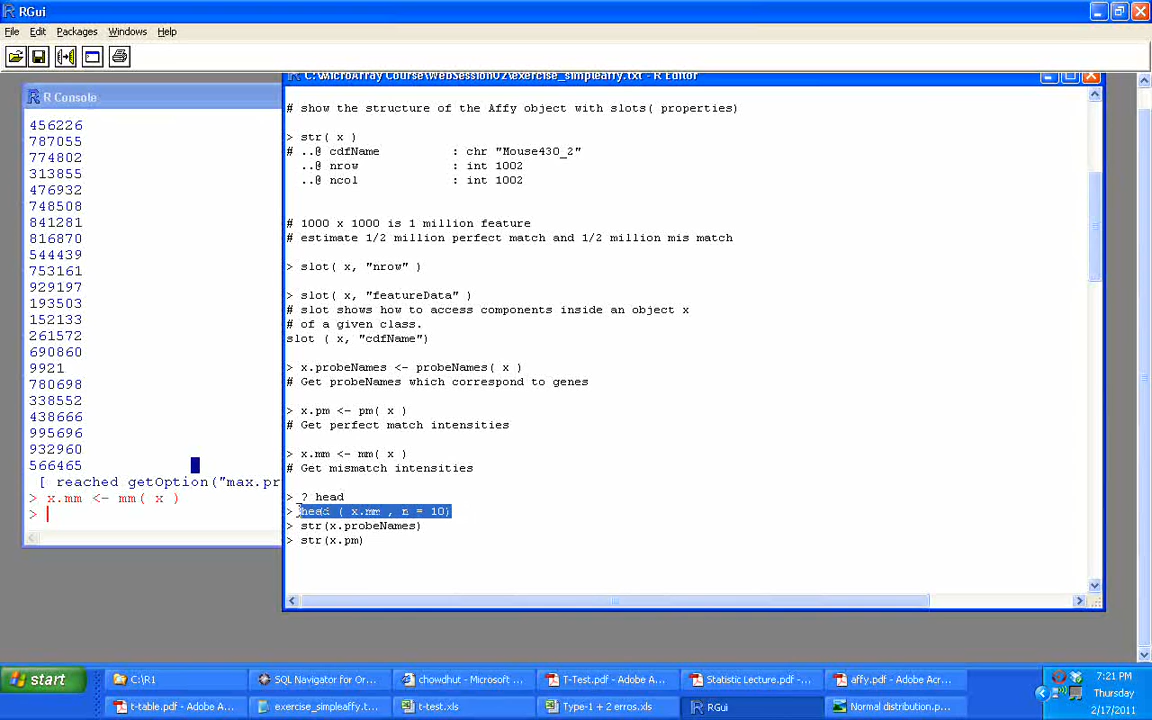 RGui
File Edit Packages Windows Help
R Console
456226
787055
774802
313855
476932
748508
841281
816870
544439
753161
929197
193503
152133
261572
690860
9921
780698
338552
438666
995696
932960
566465
[ reached getOption("max.pr
> x.mm <- mm( x )
>
C:\MicroArray Course\WebSession02\exercise_simpleaffy.txt - R Editor
# show the structure of the Affy object with slots( properties)
> str( x )
# ..@ cdfName : chr "Mouse430_2"
..@ nrow : int 1002
..@ ncol : int 1002
# 1000 x 1000 is 1 million feature
# estimate 1/2 million perfect match and 1/2 million mis match
> slot( x, "nrow" )
> slot( x, "featureData" )
# slot shows how to access components inside an object x
# of a given class.
slot ( x, "cdfName")
> x.probeNames <- probeNames( x )
# Get probeNames which correspond to genes
> x.pm <- pm( x )
# Get perfect match intensities
> x.mm <- mm( x )
# Get mismatch intensities
> ? head
> head ( x.mm , n = 10)
> str(x.probeNames)
> str(x.pm)
start
C:\R1
SQL Navigator for Or...
chowdhut - Microsoft ...
T-Test.pdf - Adobe A...
Statistic Lecture.pdf -...
affy.pdf - Adobe Acr...
7:21 PM
t-table.pdf - Adobe A...
exercise_simpleaffy.t...
t-test.xls
Type-1 + 2 erros.xls
RGui
Normal distribution.p...
Thursday
2/17/2011